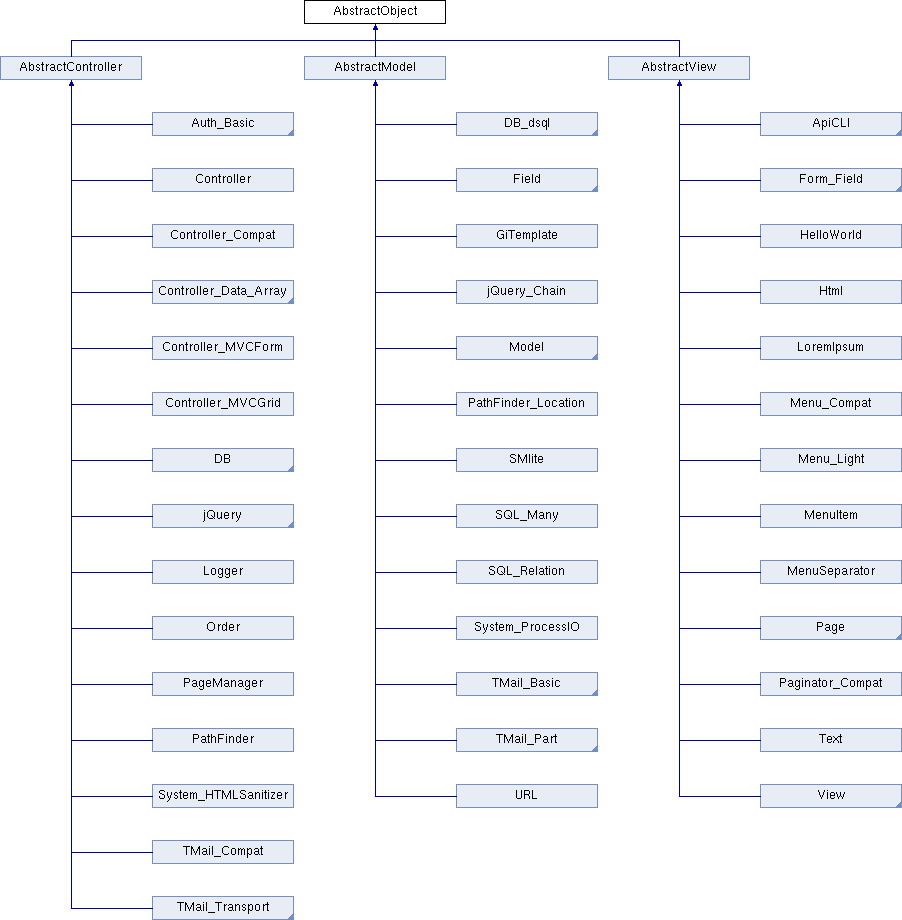 AbstractObject
AbstractController
AbstractModel
AbstractView
Auth_Basic
DB_dsql
ApiCLI
Controller
Field
Form_Field
Controller_Compat
GiTemplate
HelloWorld
Controller_Data_Array
jQuery_Chain
Html
Controller_MVCForm
Model
LoremIpsum
Controller_MVCGrid
PathFinder_Location
Menu_Compat
DB
SMlite
Menu_Light
jQuery
SQL_Many
MenuItem
Logger
SQL_Relation
MenuSeparator
Order
System_ProcessIO
Page
PageManager
TMail_Basic
Paginator_Compat
PathFinder
TMail_Part
Text
System_HTMLSanitizer
URL
View
TMail_Compat
TMail_Transport